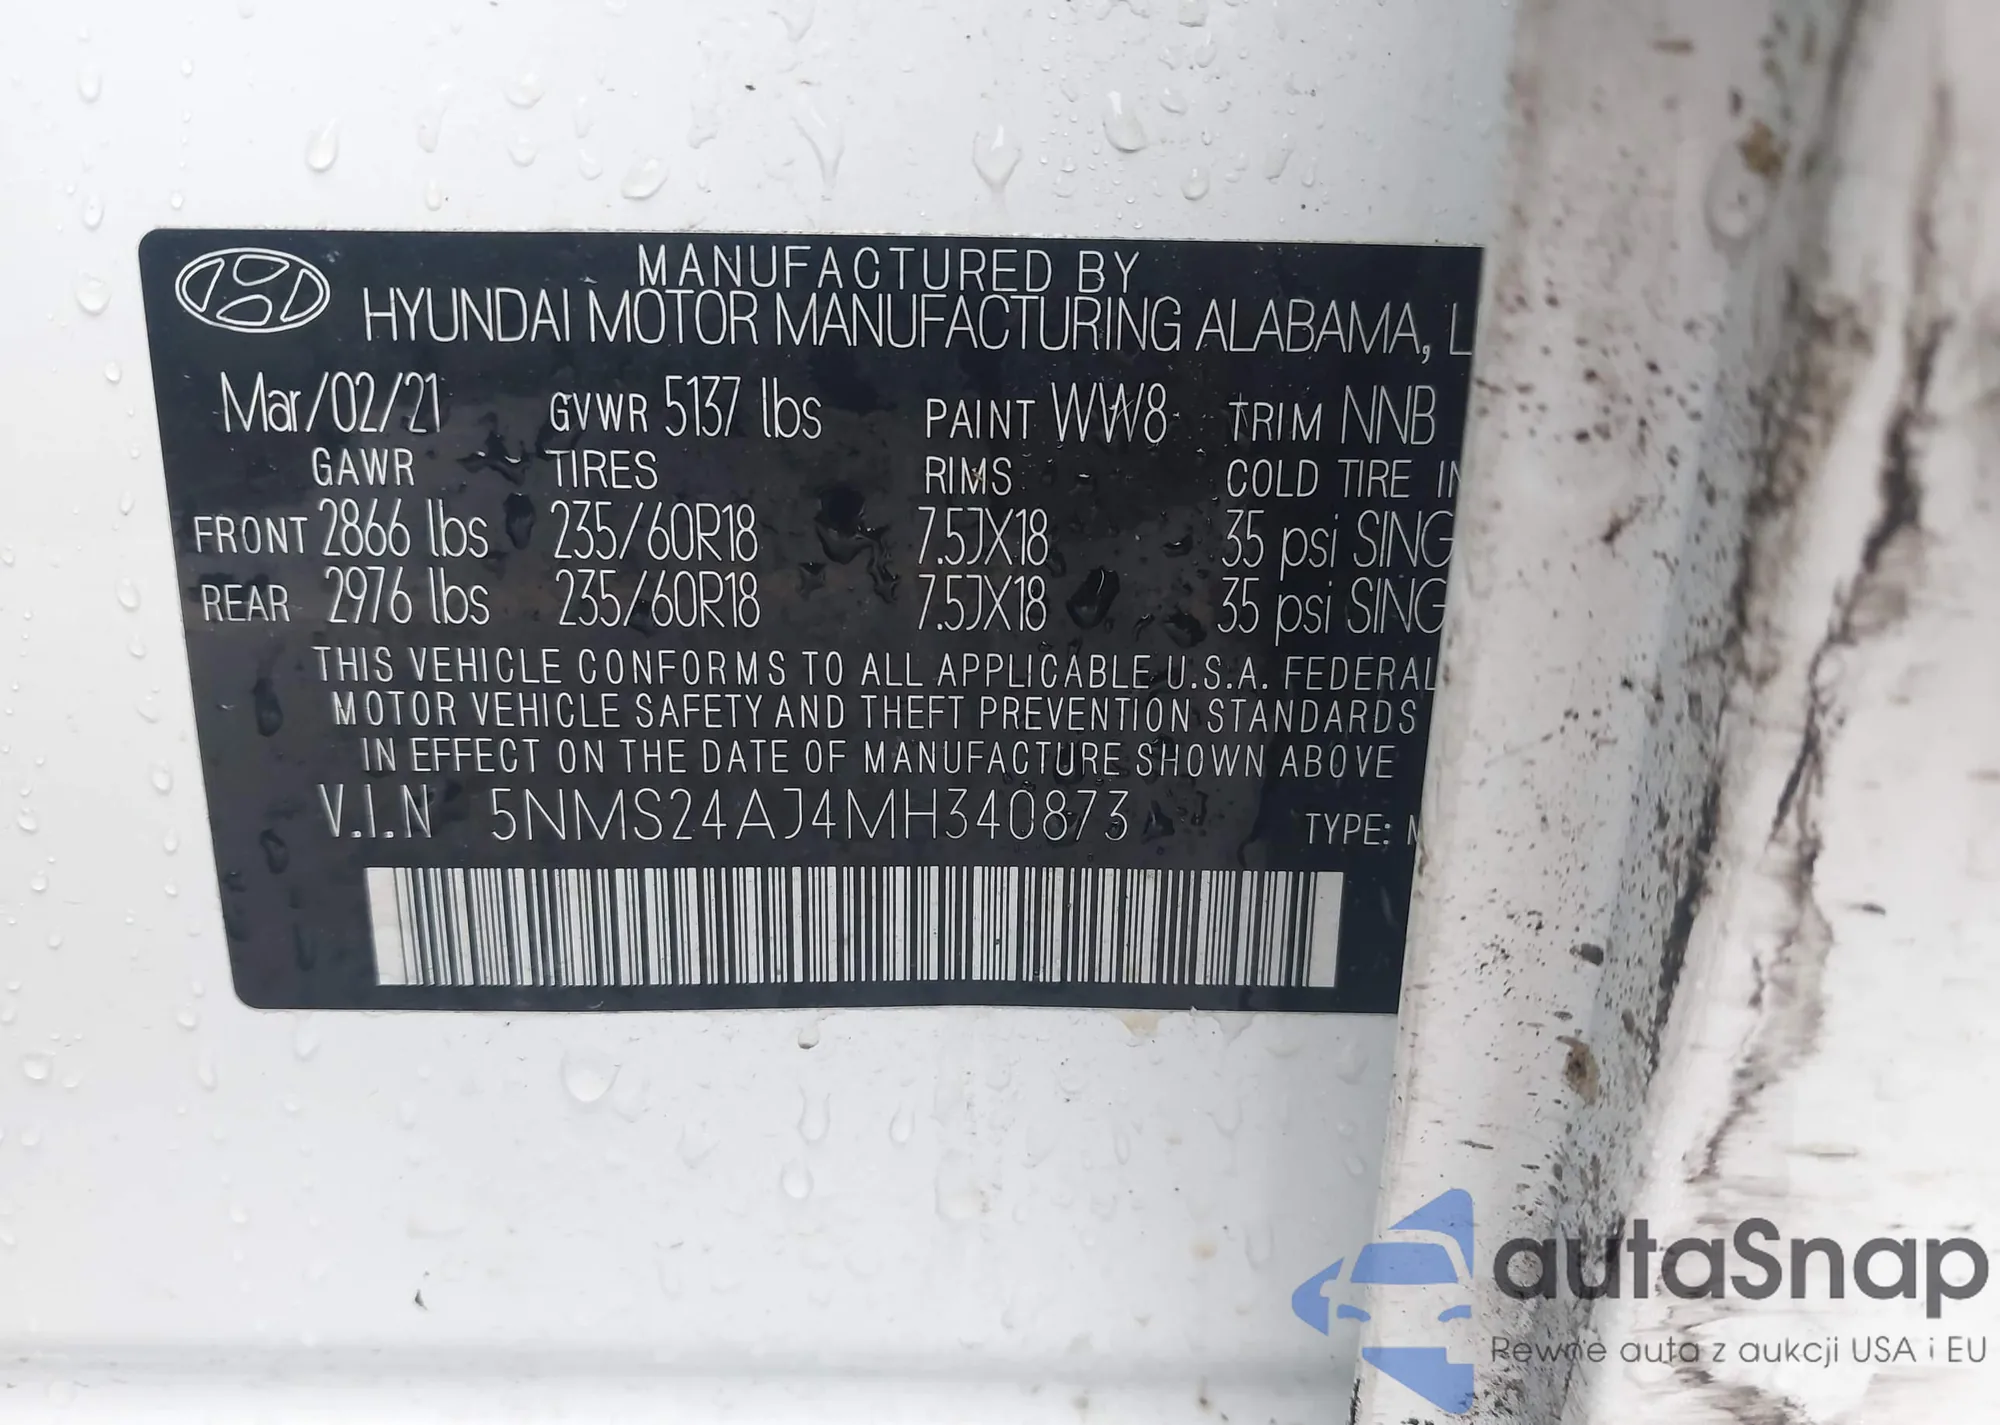 MANUFACTURED BY
HYUNDAI MOTOR MANUFACTURING ALABAMA, L
Mar/02/21 GVWR 5137 lbs PAINT WW8 TRIM NNB
GAWR TIRES RIMS COLD TIRE IN
FRONT 2866 lbs 235/60R18 7.5JX18 35 psi SING
REAR 2976 lbs 235/60R18 7.5JX18 35 psi SING
THIS VEHICLE CONFORMS TO ALL APPLICABLE U.S.A. FEDERAL
MOTOR VEHICLE SAFETY AND THEFT PREVENTION STANDARDS
IN EFFECT ON THE DATE OF MANUFACTURE SHOWN ABOVE
V.I.N 5NMS24AJ4MH340873 TYPE:
autaSnap
Pewne auta z aukcji USA i EU